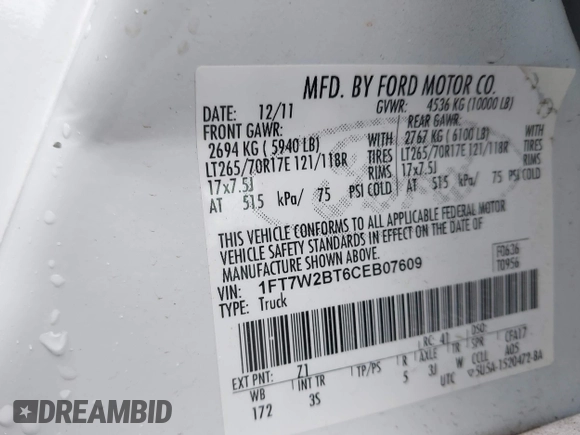 MFD. BY FORD MOTOR CO.
DATE: 12/11 GVWR: 4536 KG (10000 LB)
FRONT GAWR: REAR GAWR:
2694 KG ( 5940 LB) WITH 2767 KG ( 6100 LB) WITH
LT265/70R17E 121/118R TIRES LT265/70R17E 121/118R TIRES
17x7.5J RIMS 17x7.5J RIMS
AT 515 kPa/ 75 PSI COLD AT 515 kPa/ 75 PSI COLD
THIS VEHICLE CONFORMS TO ALL APPLICABLE FEDERAL MOTOR
VEHICLE SAFETY STANDARDS IN EFFECT ON THE DATE OF
MANUFACTURE SHOWN ABOVE.
F0636
T0956
VIN: 1FT7W2BT6CEB07609
TYPE: Truck
RC: 41 DSO:
EXT PNT: Z1
WB INT TR TP/PS R AXLE TR SPR
172 3S 5 3J W
UTC
DREAMBID